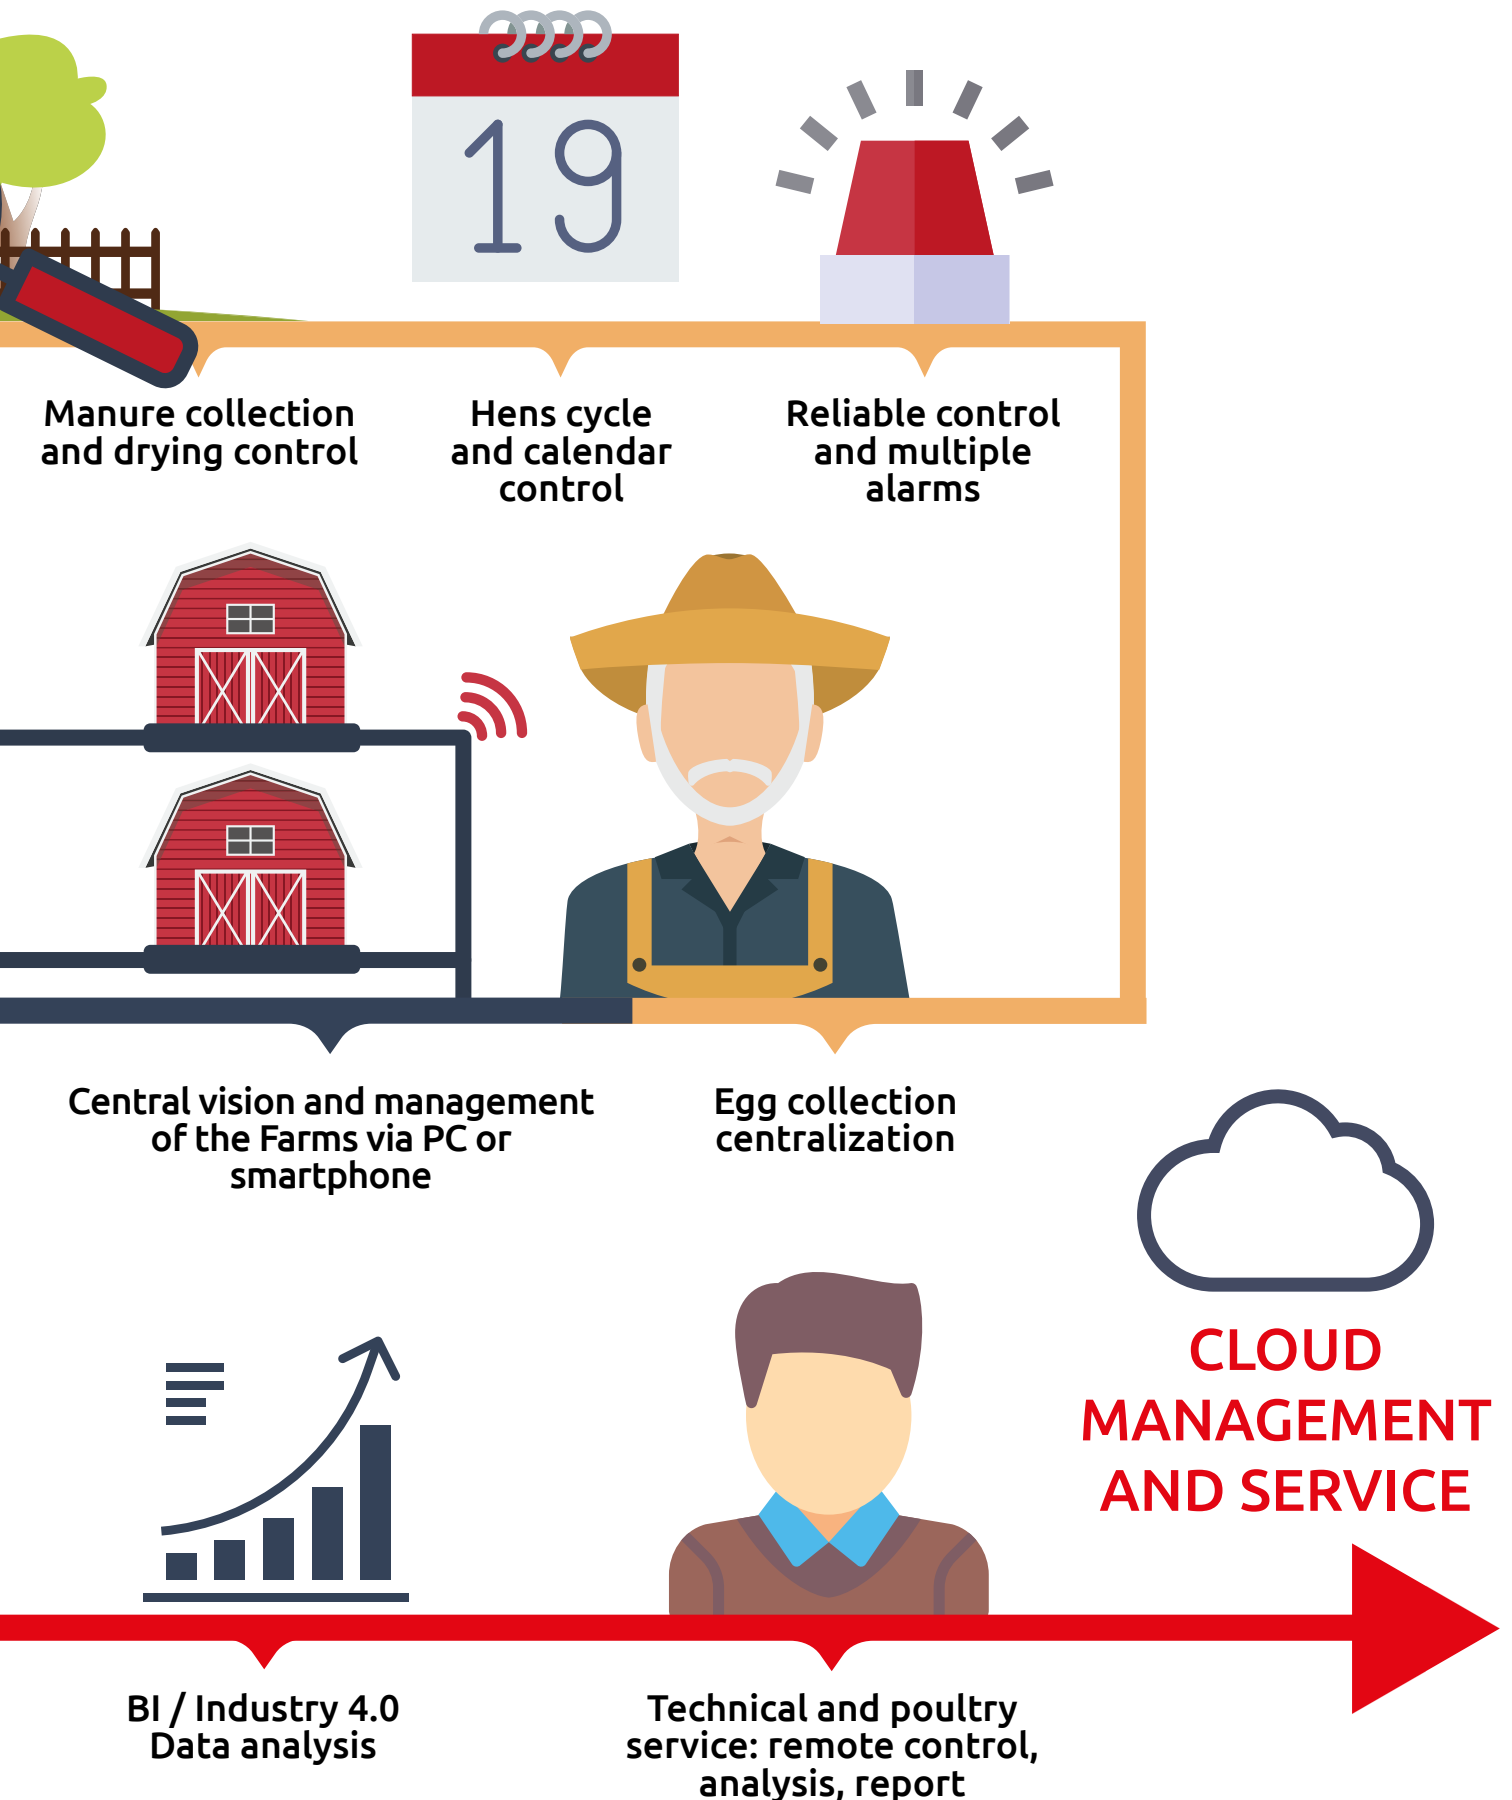 19
Manure collection
and drying control
Hens cycle
and calendar
control
Reliable control
and multiple
alarms
Central vision and management
of the Farms via PC or
smartphone
Egg collection
centralization
CLOUD
MANAGEMENT
AND SERVICE
BI / Industry 4.0
Data analysis
Technical and poultry
service: remote control,
analysis, report